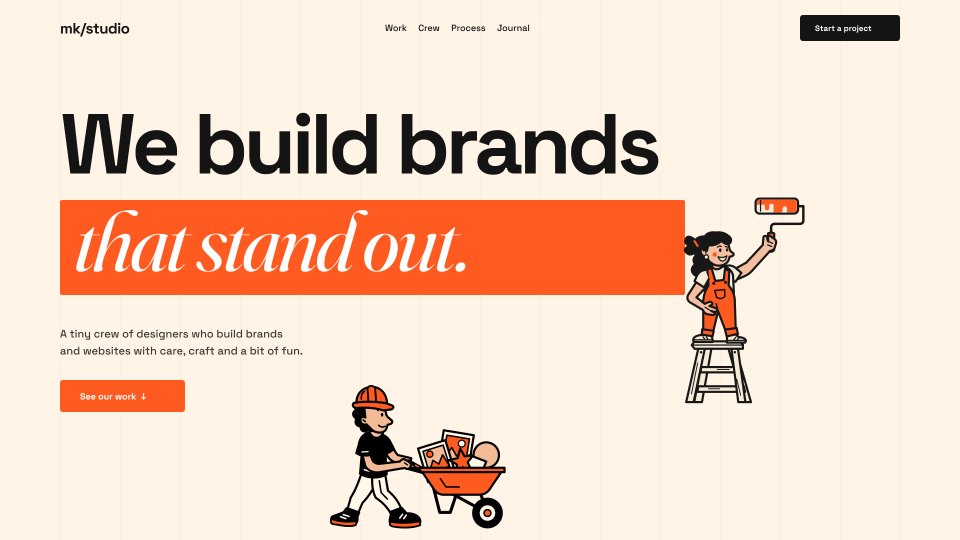 mk/studio
Work Crew Process Journal
Start a project
We build brands
that stand out.
A tiny crew of designers who build brands
and websites with care, craft and a bit of fun.
See our work ↓